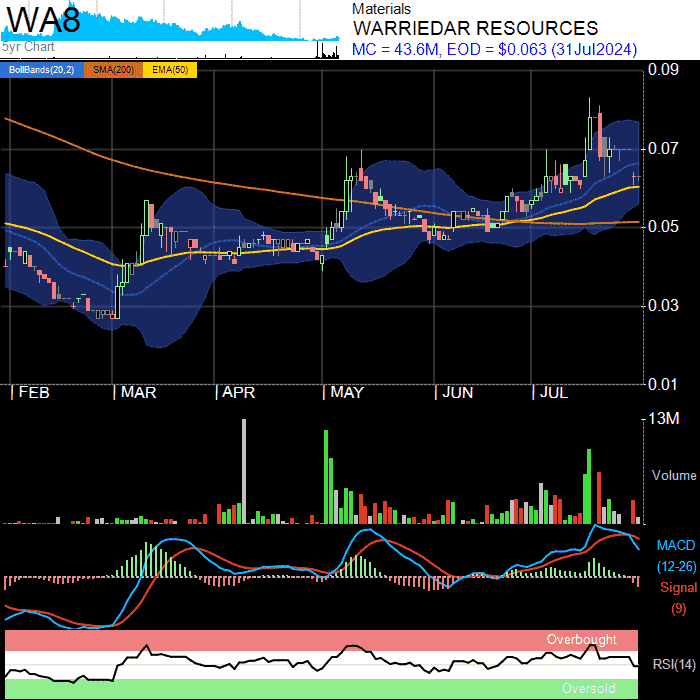 WA8
5yr Chart
Materials
WARRIEDAR RESOURCES
MC = 43.6M, EOD = $0.063 (31Jul2024)
BollBands(20,2) SMA(200) EMA(50)
0.09
0.07
0.05
0.03
0.01
FEB MAR APR MAY JUN JUL
13M
Volume
MACD
(12-26)
Signal
(9)
Overbought
RSI(14)
Oversold